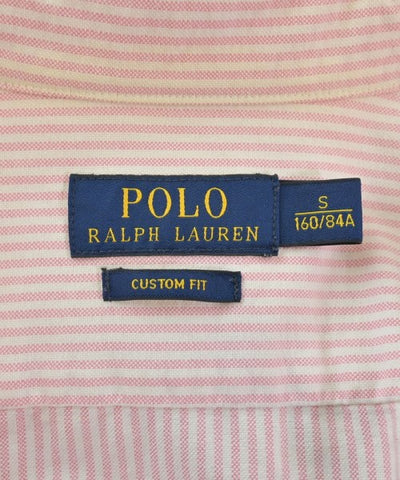 POLO
RALPH LAUREN
S
160/84A
CUSTOM FIT